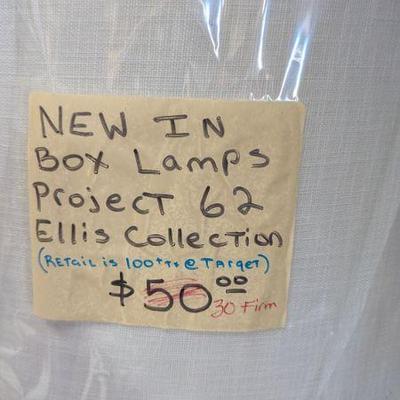 NEW IN
Box Lamps
Project 62
Ellis Collection
(Retail is 100++ @ Target)
$50.00
30 Firm